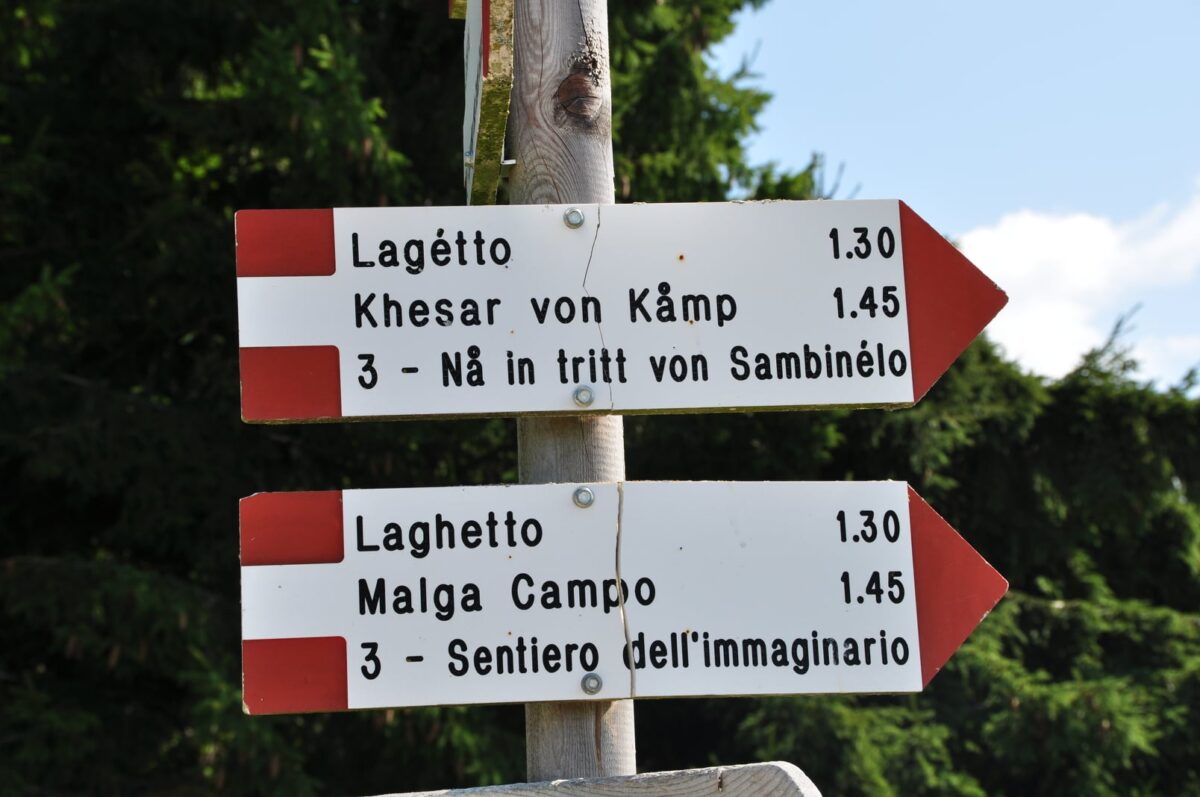 Lagétto 1.30
Khesar von Kåmp 1.45
3 - Nå in tritt von Sambinélo
Laghetto 1.30
Malga Campo 1.45
3 - Sentiero dell'immaginario